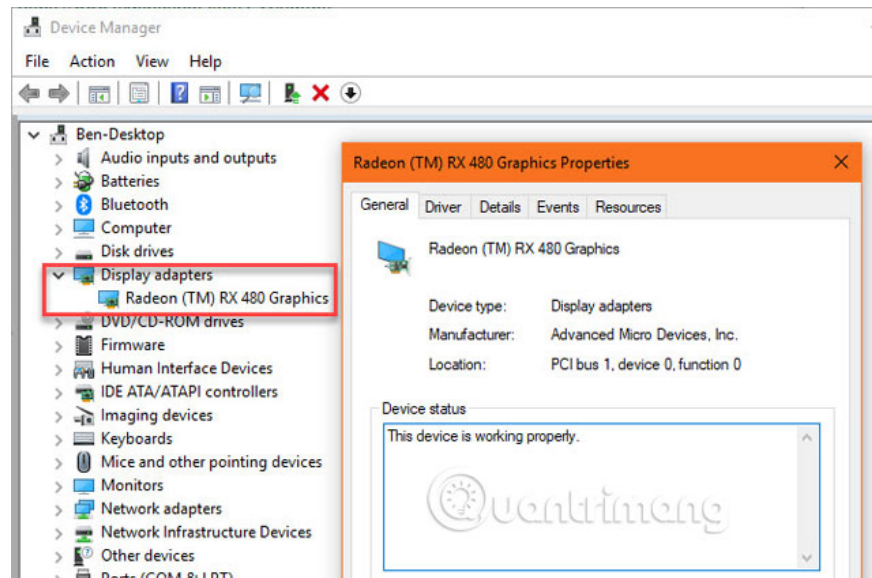 Device Manager
File Action View Help
Ben-Desktop
Audio inputs and outputs
Batteries
Bluetooth
Computer
Disk drives
Display adapters
Radeon (TM) RX 480 Graphics
DVD/CD-ROM drives
Firmware
Human Interface Devices
IDE ATA/ATAPI controllers
Imaging devices
Keyboards
Mice and other pointing devices
Monitors
Network adapters
Network Infrastructure Devices
Other devices
Ports (COM & LPT)
Radeon (TM) RX 480 Graphics Properties
General Driver Details Events Resources
Radeon (TM) RX 480 Graphics
Device type: Display adapters
Manufacturer: Advanced Micro Devices, Inc.
Location: PCI bus 1, device 0, function 0
Device status
This device is working properly.
Quantrimang